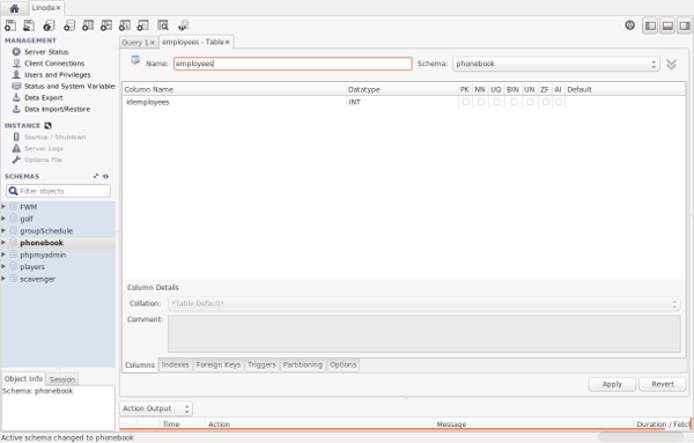 Linode×
MANAGEMENT
Server Status
Client Connections
Users and Privileges
Status and System Variable
Data Export
Data Import/Restore
INSTANCE
Startup / Shutdown
Server Logs
Options File
SCHEMAS
Filter objects
FWM
golf
groupSchedule
phonebook
phpmyadmin
players
scavenger
Object Info Session
Schema: phonebook
Query 1× employees - Table×
Name: employees Schema: phonebook
Column Name Datatype PK NN UQ BIN UN ZF AI Default
idemployees INT
Column Details
Collation: *Table Default*
Comment:
Columns Indexes Foreign Keys Triggers Partitioning Options
Apply Revert
Action Output
Time Action Message Duration / Fetch
Active schema changed to phonebook